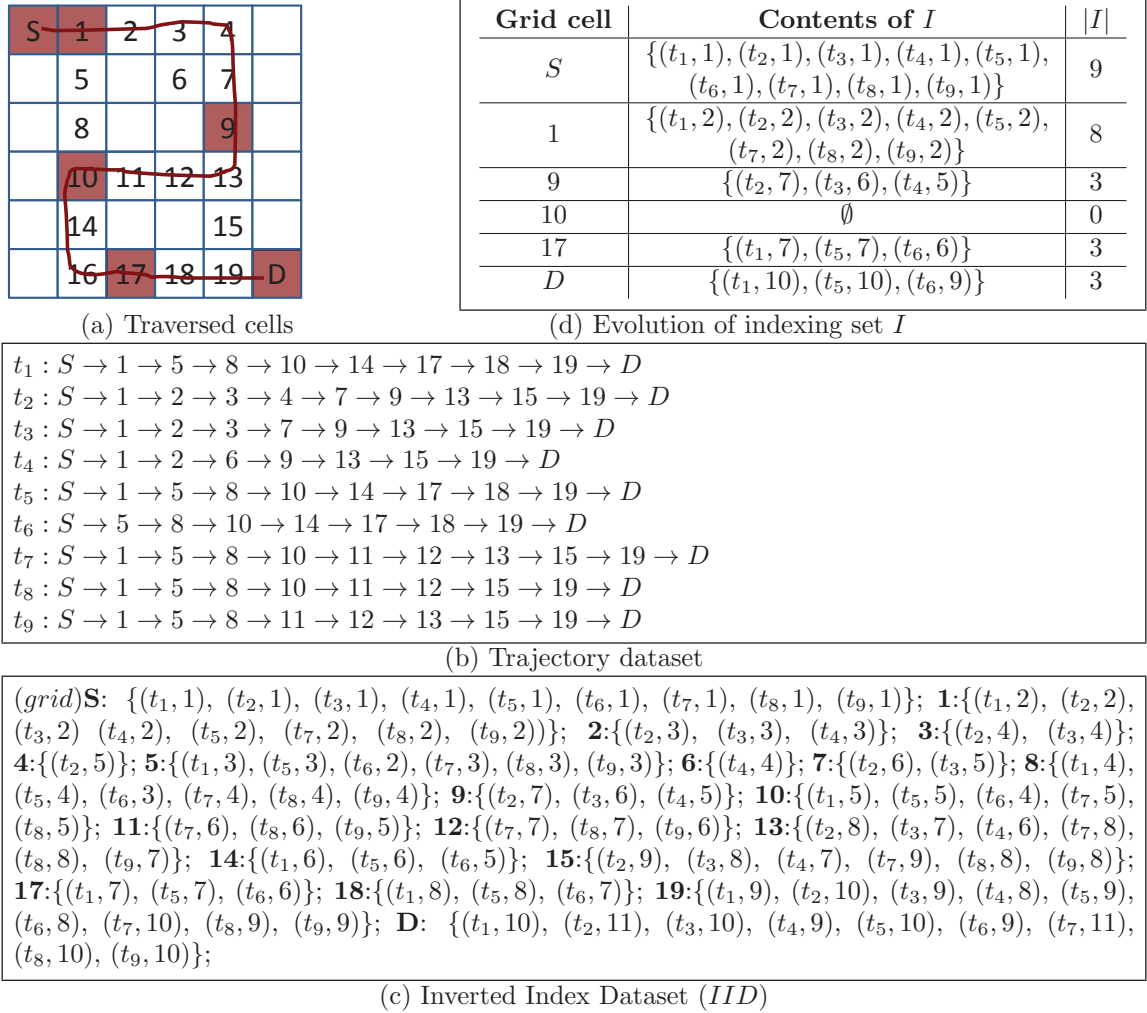 S 1 2 3 4
5 6 7
8 9
10 11 12 13
14 15
16 17 18 19 D
(a) Traversed cells
Grid cell Contents of I |I|
S {(t₁, 1), (t₂, 1), (t₃, 1), (t₄, 1), (t₅, 1), 9
(t₆, 1), (t₇, 1), (t₈, 1), (t₉, 1)}
1 {(t₁, 2), (t₂, 2), (t₃, 2), (t₄, 2), (t₅, 2), 8
(t₇, 2), (t₈, 2), (t₉, 2)}
9 {(t₂, 7), (t₃, 6), (t₄, 5)} 3
10 ∅ 0
17 {(t₁, 7), (t₅, 7), (t₆, 6)} 3
D {(t₁, 10), (t₅, 10), (t₆, 9)} 3
(d) Evolution of indexing set I
t₁ : S → 1 → 5 → 8 → 10 → 14 → 17 → 18 → 19 → D
t₂ : S → 1 → 2 → 3 → 4 → 7 → 9 → 13 → 15 → 19 → D
t₃ : S → 1 → 2 → 3 → 7 → 9 → 13 → 15 → 19 → D
t₄ : S → 1 → 2 → 6 → 9 → 13 → 15 → 19 → D
t₅ : S → 1 → 5 → 8 → 10 → 14 → 17 → 18 → 19 → D
t₆ : S → 5 → 8 → 10 → 14 → 17 → 18 → 19 → D
t₇ : S → 1 → 5 → 8 → 10 → 11 → 12 → 13 → 15 → 19 → D
t₈ : S → 1 → 5 → 8 → 10 → 11 → 12 → 15 → 19 → D
t₉ : S → 1 → 5 → 8 → 11 → 12 → 13 → 15 → 19 → D
(b) Trajectory dataset
(grid)S: {(t₁, 1), (t₂, 1), (t₃, 1), (t₄, 1), (t₅, 1), (t₆, 1), (t₇, 1), (t₈, 1), (t₉, 1)}; 1:{(t₁, 2), (t₂, 2),
(t₃, 2) (t₄, 2), (t₅, 2), (t₇, 2), (t₈, 2), (t₉, 2))}; 2:{(t₂, 3), (t₃, 3), (t₄, 3)}; 3:{(t₂, 4), (t₃, 4)};
4:{(t₂, 5)}; 5:{(t₁, 3), (t₅, 3), (t₆, 2), (t₇, 3), (t₈, 3), (t₉, 3)}; 6:{(t₄, 4)}; 7:{(t₂, 6), (t₃, 5)}; 8:{(t₁, 4),
(t₅, 4), (t₆, 3), (t₇, 4), (t₈, 4), (t₉, 4)}; 9:{(t₂, 7), (t₃, 6), (t₄, 5)}; 10:{(t₁, 5), (t₅, 5), (t₆, 4), (t₇, 5),
(t₈, 5)}; 11:{(t₇, 6), (t₈, 6), (t₉, 5)}; 12:{(t₇, 7), (t₈, 7), (t₉, 6)}; 13:{(t₂, 8), (t₃, 7), (t₄, 6), (t₇, 8),
(t₈, 8), (t₉, 7)}; 14:{(t₁, 6), (t₅, 6), (t₆, 5)}; 15:{(t₂, 9), (t₃, 8), (t₄, 7), (t₇, 9), (t₈, 8), (t₉, 8)};
17:{(t₁, 7), (t₅, 7), (t₆, 6)}; 18:{(t₁, 8), (t₅, 8), (t₆, 7)}; 19:{(t₁, 9), (t₂, 10), (t₃, 9), (t₄, 8), (t₅, 9),
(t₆, 8), (t₇, 10), (t₈, 9), (t₉, 9)}; D: {(t₁, 10), (t₂, 11), (t₃, 10), (t₄, 9), (t₅, 10), (t₆, 9), (t₇, 11),
(t₈, 10), (t₉, 10)};
(c) Inverted Index Dataset (IID)